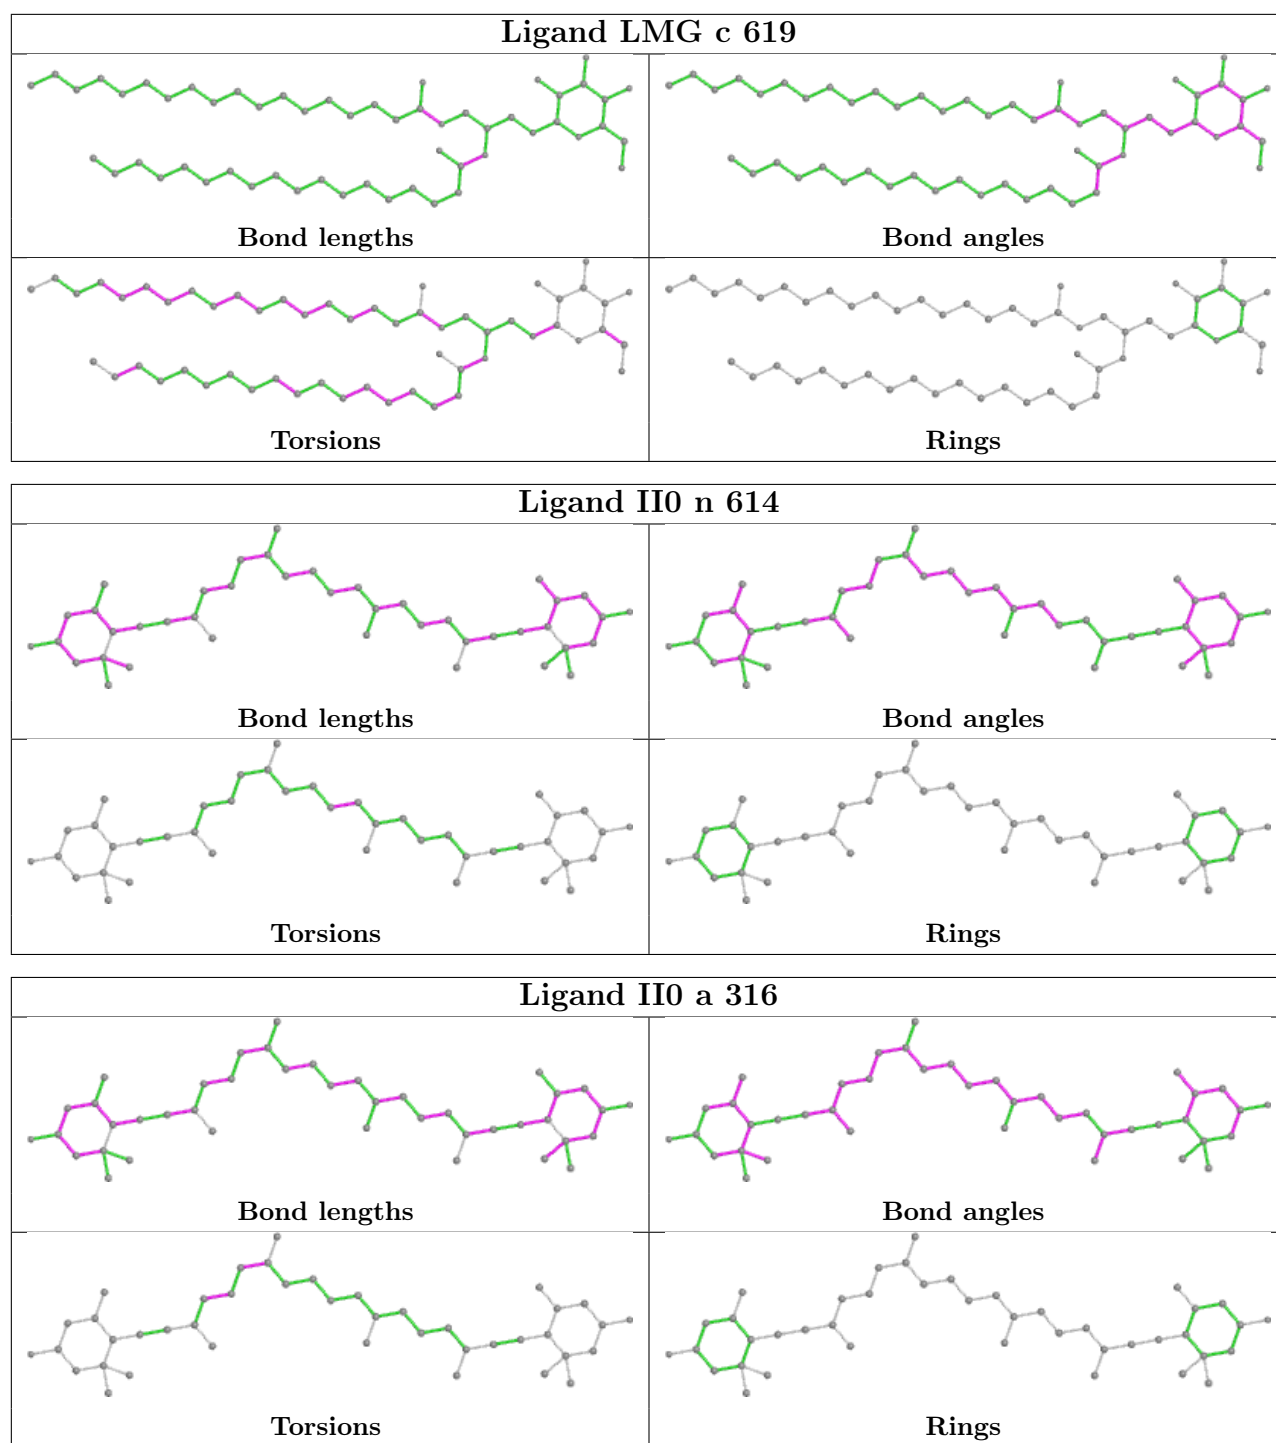 Ligand LMG c 619
Bond lengths
Bond angles
Torsions
Rings
Ligand II0 n 614
Bond lengths
Bond angles
Torsions
Rings
Ligand II0 a 316
Bond lengths
Bond angles
Torsions
Rings